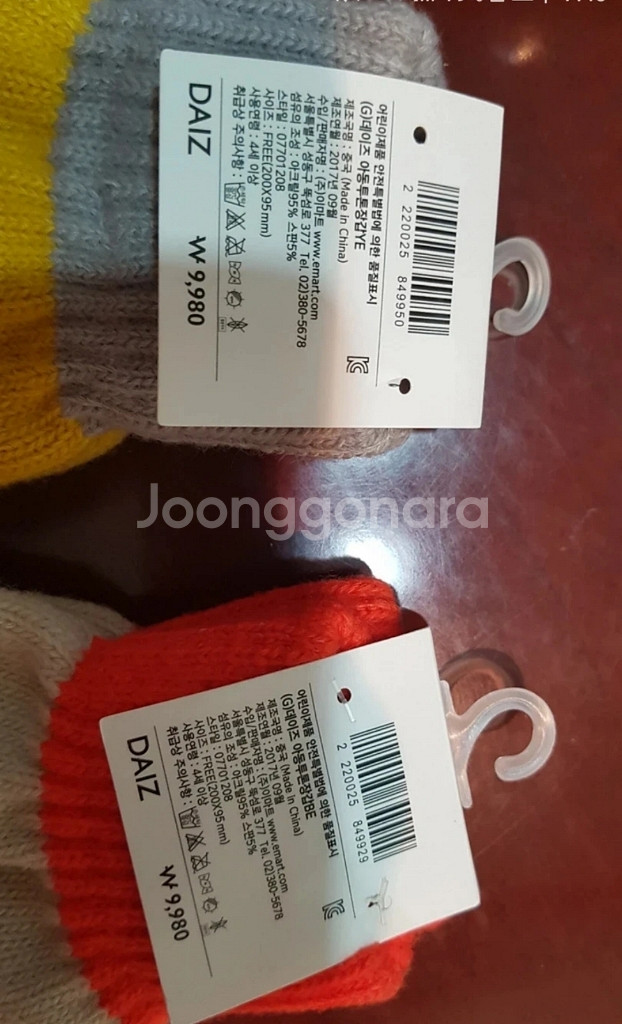 어린이제품 안전특별법에 의한 품질표시
(G)데이즈 아동투톤장갑YE
제조국명 : 중국 (Made in China)
제조연월 : 2017년 09월
수입/판매자명 : (주)이마트 www.emart.com
서울특별시 성동구 뚝섬로 377 Tel. 02)380-5678
섬유의 조성 : 아크릴95% 스판5%
스타일 : 07701208
사이즈 : FREE(200X95mm)
사용연령 : 4세 이상
취급상 주의사항 :
DAIZ
₩ 9,980
2 220025 849950
Joonggonara
어린이제품 안전특별법에 의한 품질표시
(G)데이즈 아동투톤장갑BE
제조국명 : 중국 (Made in China)
제조연월 : 2017년 09월
수입/판매자명 : (주)이마트 www.emart.com
서울특별시 성동구 뚝섬로 377 Tel. 02)380-5678
섬유의 조성 : 아크릴95% 스판5%
스타일 : 07701208
사이즈 : FREE(200X95mm)
사용연령 : 4세 이상
취급상 주의사항 :
DAIZ
₩ 9,980
2 220025 849929